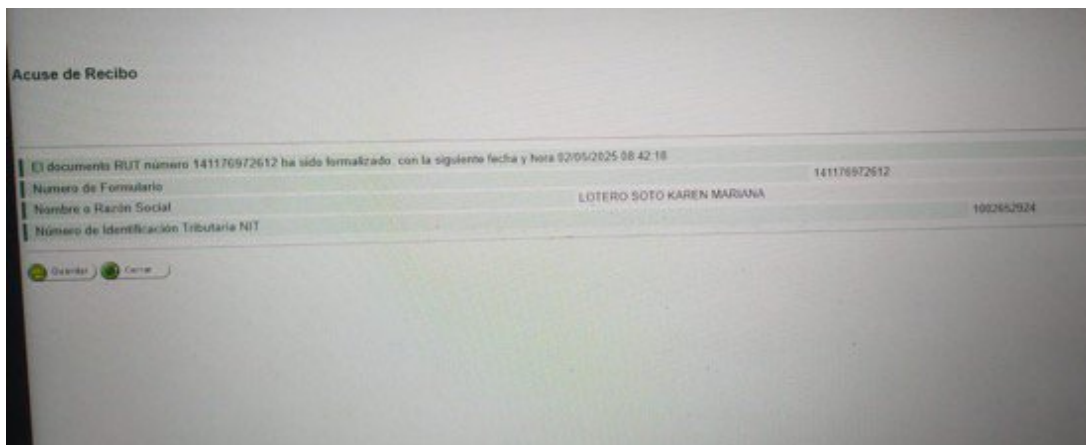 Acuse de Recibo
El documento RUT número 141176972612 ha sido formalizado, con la siguiente fecha y hora 02/05/2025 08:42:18
Numero de Formulario 141176972612
Nombre o Razón Social LOTERO SOTO KAREN MARIANA
Número de Identificación Tributaria NIT 1002652924
Guardar Cerrar